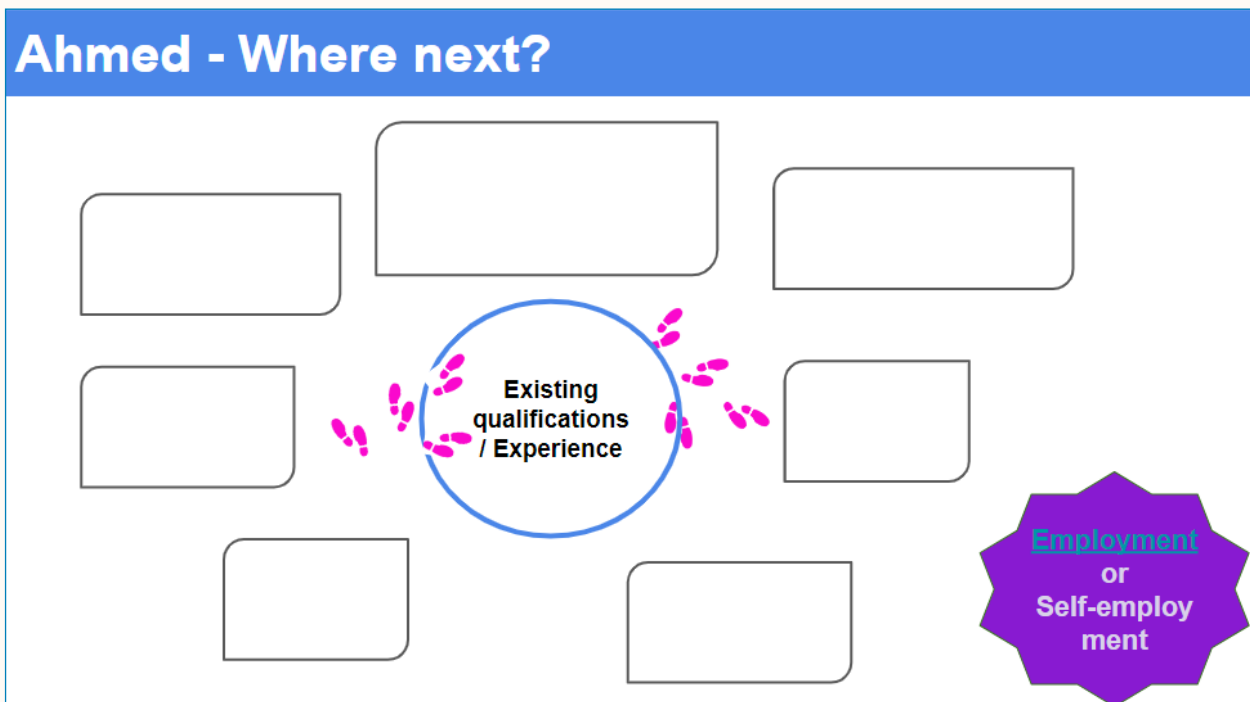 Ahmed - Where next?
Existing
qualifications
/ Experience
Employment
or
Self-employ
ment